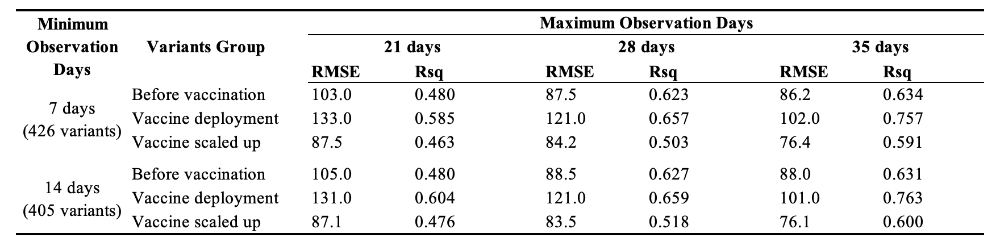 Minimum Observation Days Variants Group Maximum Observation Days
21 days 28 days 35 days
RMSE Rsq RMSE Rsq RMSE Rsq
7 days (426 variants)
Before vaccination 103.0 0.480 87.5 0.623 86.2 0.634
Vaccine deployment 133.0 0.585 121.0 0.657 102.0 0.757
Vaccine scaled up 87.5 0.463 84.2 0.503 76.4 0.591
14 days (405 variants)
Before vaccination 105.0 0.480 88.5 0.627 88.0 0.631
Vaccine deployment 131.0 0.604 121.0 0.659 101.0 0.763
Vaccine scaled up 87.1 0.476 83.5 0.518 76.1 0.600